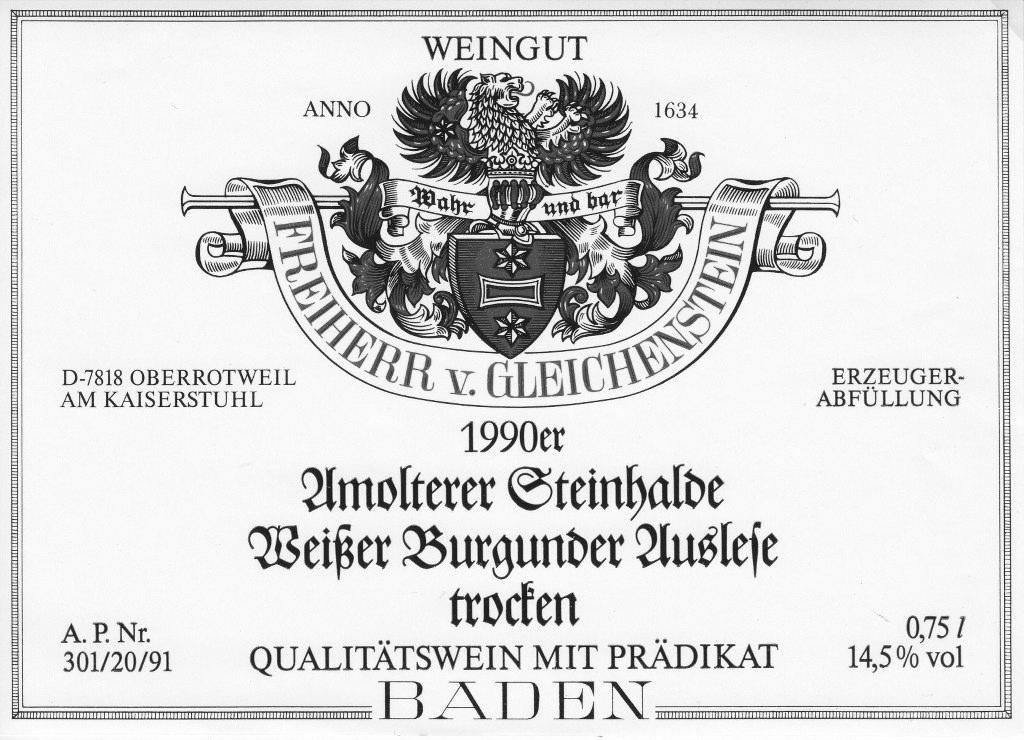 WEINGUT
ANNO 1634
Wahr und bar
FREIHERR v. GLEICHENSTEIN
D-7818 OBERROTWEIL
AM KAISERSTUHL
ERZEUGER-
ABFÜLLUNG
1990er
Amolterer Steinhalde
Weißer Burgunder Ausleſe
trocken
A. P. Nr.
301/20/91
QUALITÄTSWEIN MIT PRÄDIKAT
0,75 l
14,5% vol
BADEN